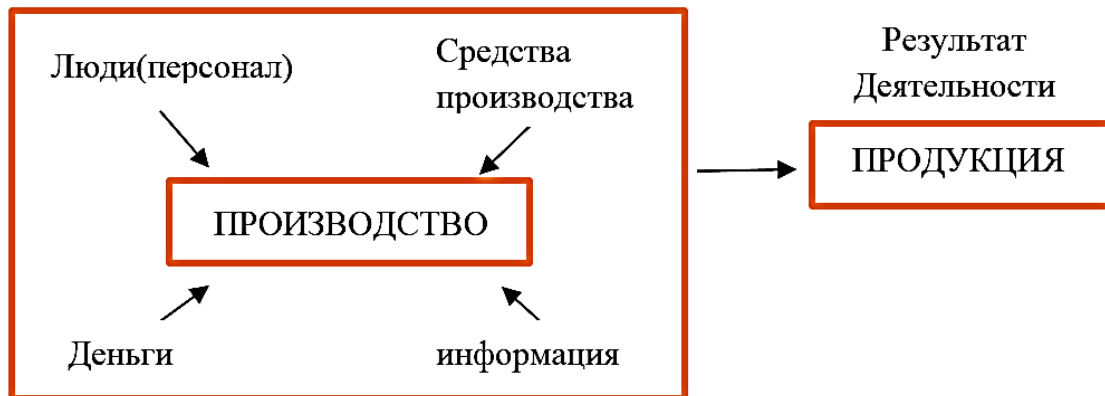 Люди(персонал)
Средства
производства
ПРОИЗВОДСТВО
Деньги
информация
Результат
Деятельности
ПРОДУКЦИЯ